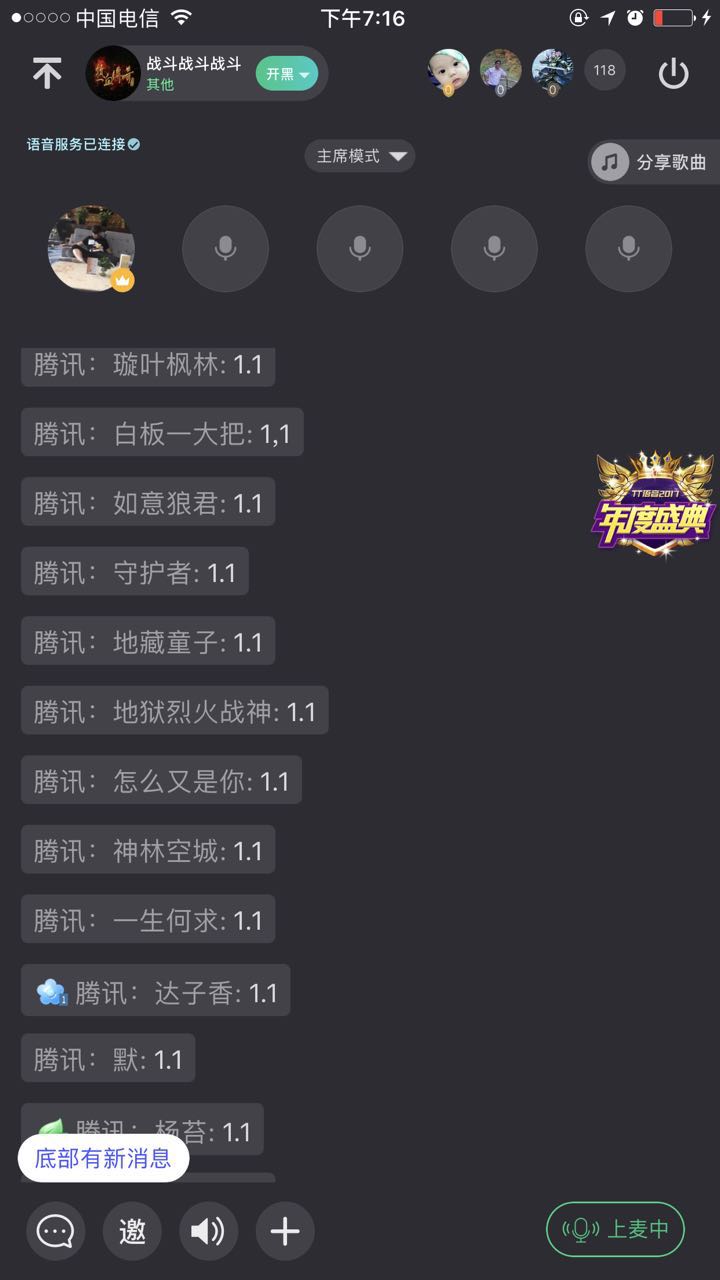 中国电信
下午7:16
战斗战斗战斗
其他
开黑
0
0
0
118
语音服务已连接
主席模式
分享歌曲
腾讯：璇叶枫林: 1.1
腾讯：白板一大把: 1,1
腾讯：如意狼君: 1.1
TT语音2017
年度盛典
腾讯：守护者: 1.1
腾讯：地藏童子: 1.1
腾讯：地狱烈火战神: 1.1
腾讯：怎么又是你: 1.1
腾讯：神林空城: 1.1
腾讯：一生何求: 1.1
1 腾讯：达子香: 1.1
腾讯：默: 1.1
腾讯：杨苔: 1.1
底部有新消息
邀
上麦中